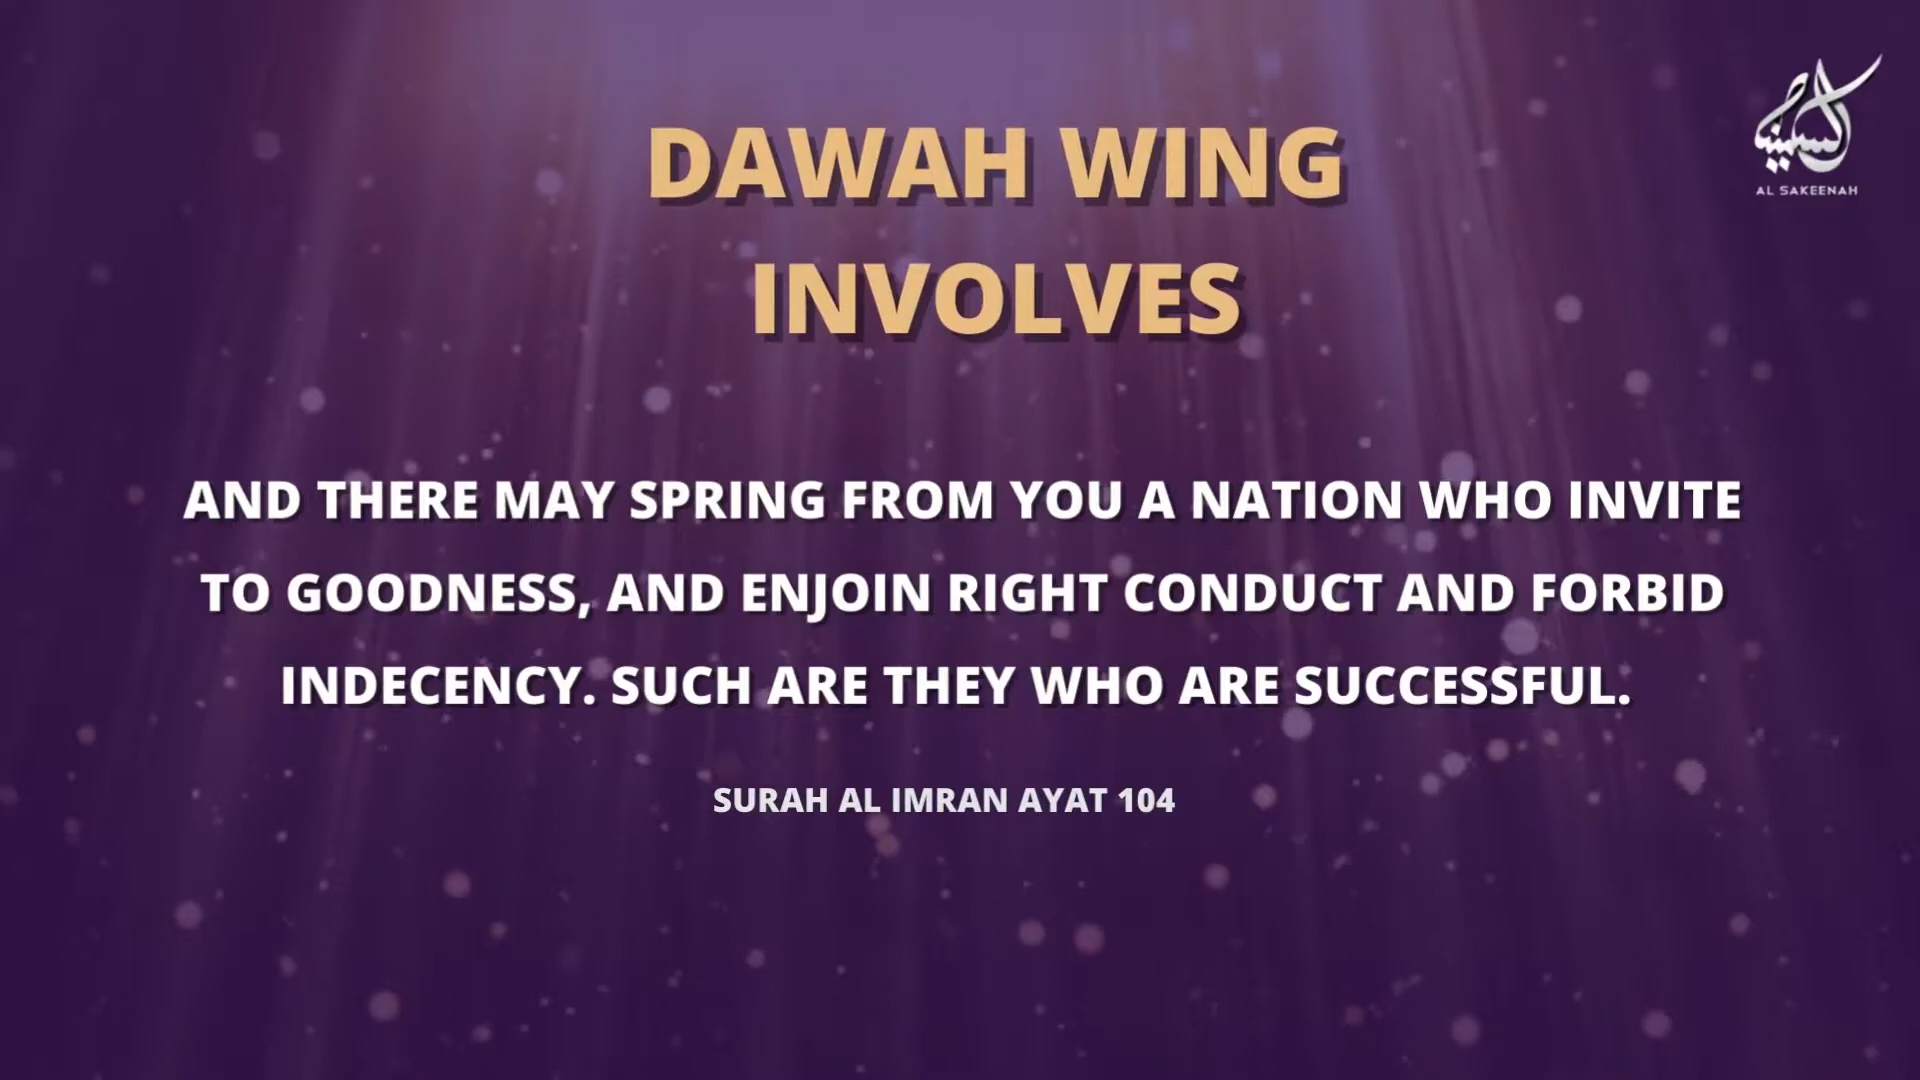 DAWAH WING
INVOLVES
السكينة
AL SAKEENAH
AND THERE MAY SPRING FROM YOU A NATION WHO INVITE
TO GOODNESS, AND ENJOIN RIGHT CONDUCT AND FORBID
INDECENCY. SUCH ARE THEY WHO ARE SUCCESSFUL.
SURAH AL IMRAN AYAT 104